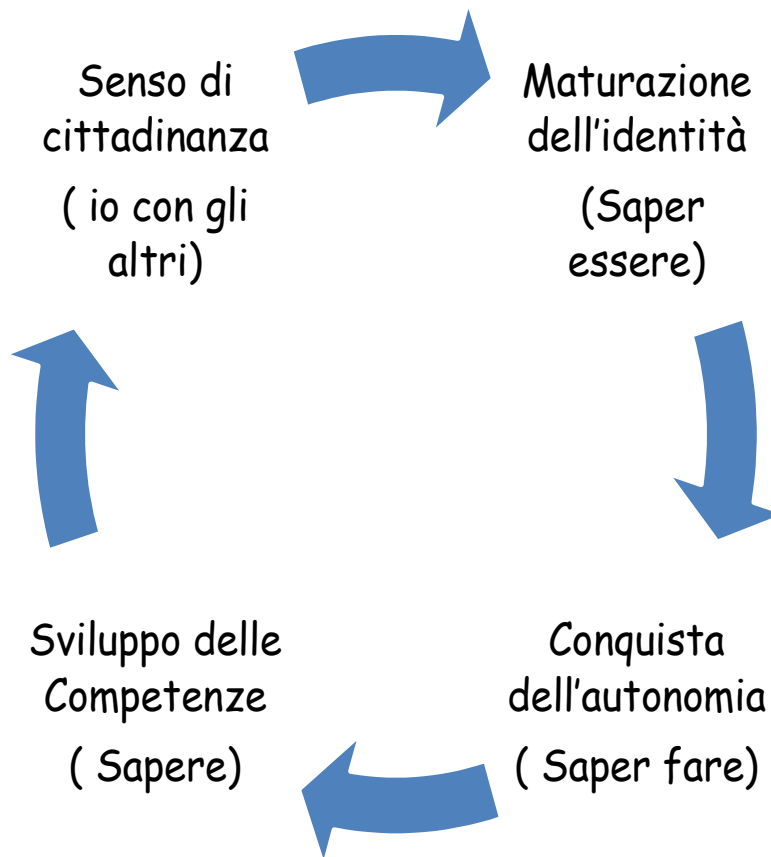 Senso di
cittadinanza
( io con gli
altri)
Maturazione
dell'identità
(Saper
essere)
Conquista
dell'autonomia
( Saper fare)
Sviluppo delle
Competenze
( Sapere)